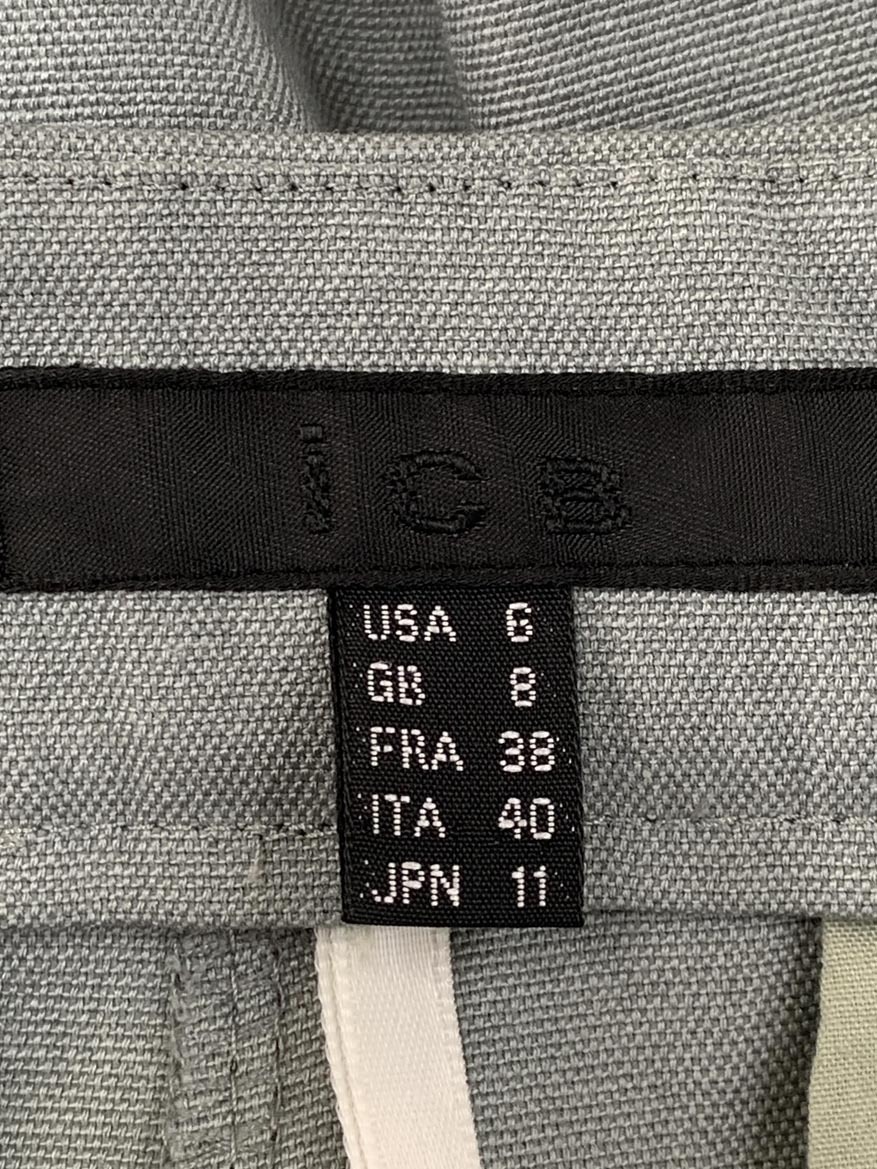 iCB
USA 6
GB 8
FRA 38
ITA 40
JPN 11